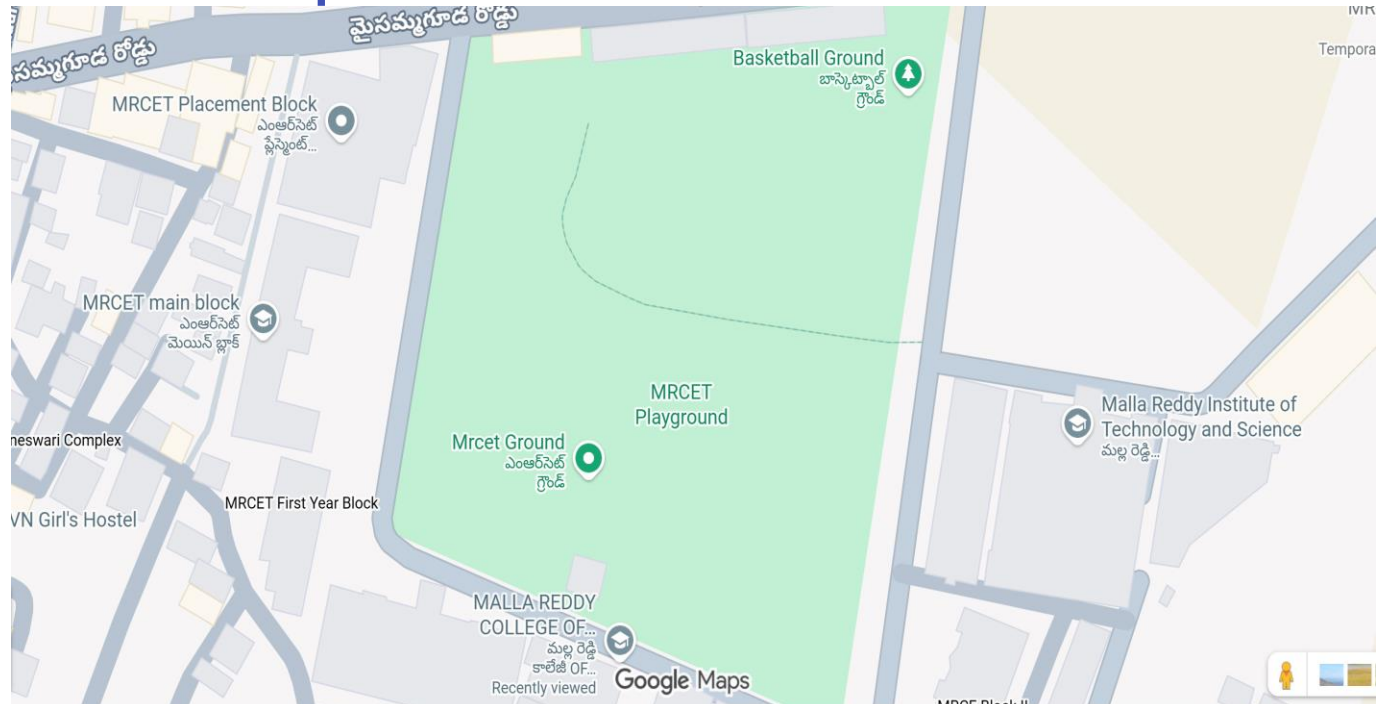 మైసమ్మగూడ రోడ్డు
మైసమ్మగూడ రోడ్డు
Basketball Ground
బాస్కెట్బాల్
గ్రౌండ్
Tempora
MRCET Placement Block
ఎంఆర్‌సెట్
ప్లేస్మెంట్...
MRCET main block
ఎంఆర్‌సెట్
మెయిన్ బ్లాక్
MRCET
Playground
Malla Reddy Institute of
Technology and Science
మల్ల రెడ్డి...
neswari Complex
Mrcet Ground
ఎంఆర్‌సెట్
గ్రౌండ్
MRCET First Year Block
VN Girl's Hostel
MALLA REDDY
COLLEGE OF...
మల్ల రెడ్డి
కాలేజీ OF...
Recently viewed
Google Maps